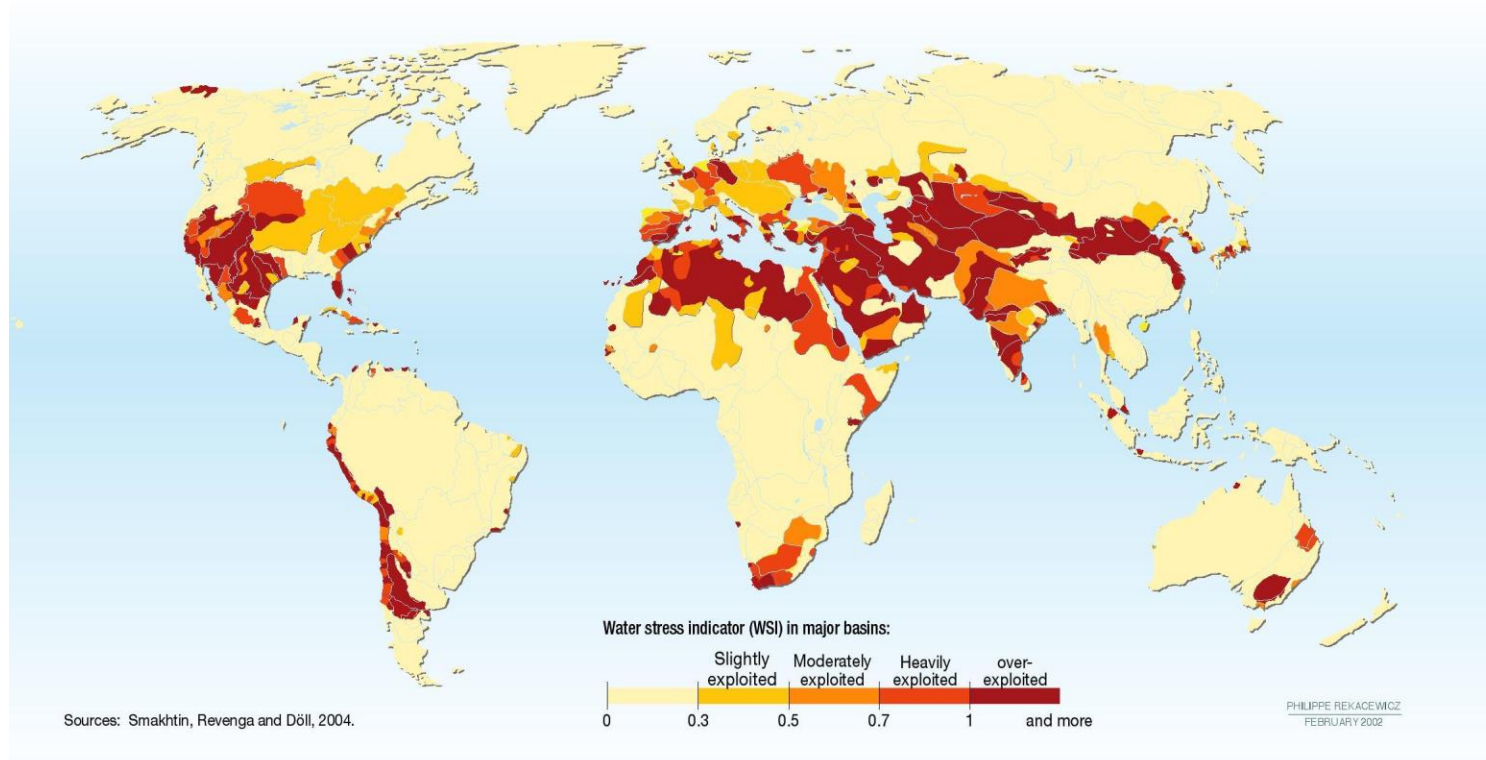 Water stress indicator (WSI) in major basins:
Slightly exploited
Moderately exploited
Heavily exploited
over-exploited
0 0.3 0.5 0.7 1 and more
Sources: Smakhtin, Revenga and Döll, 2004.
PHILIPPE REKACEWICZ
FEBRUARY 2002